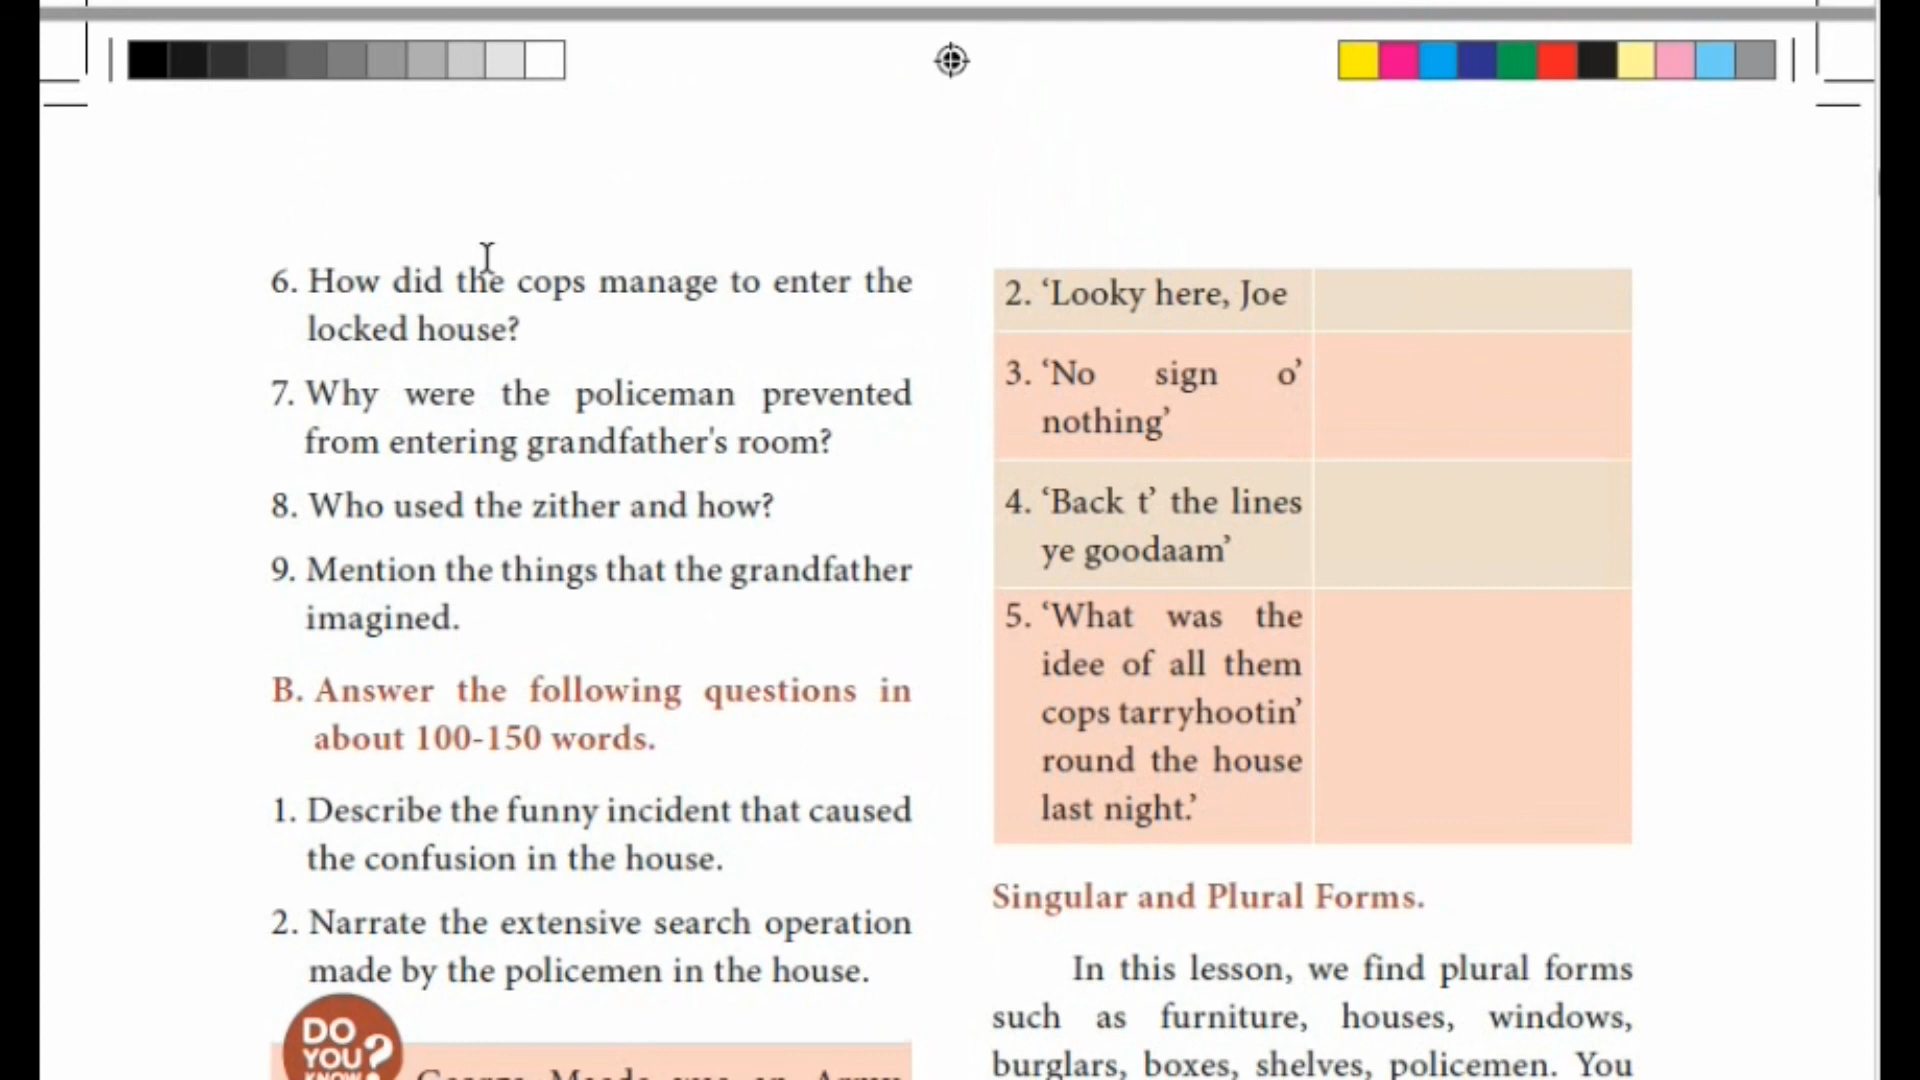 6. How did the cops manage to enter the
locked house?
7. Why were the policeman prevented
from entering grandfather's room?
8. Who used the zither and how?
9. Mention the things that the grandfather
imagined.
B. Answer the following questions in
about 100-150 words.
1. Describe the funny incident that caused
the confusion in the house.
2. Narrate the extensive search operation
made by the policemen in the house.
DO
YOU?
KNOW
George Meade was an Army
2. ‘Looky here, Joe
3. ‘No sign o’
nothing’
4. ‘Back t’ the lines
ye goodaam’
5. ‘What was the
idee of all them
cops tarryhootin’
round the house
last night.’
Singular and Plural Forms.
In this lesson, we find plural forms
such as furniture, houses, windows,
burglars, boxes, shelves, policemen. You